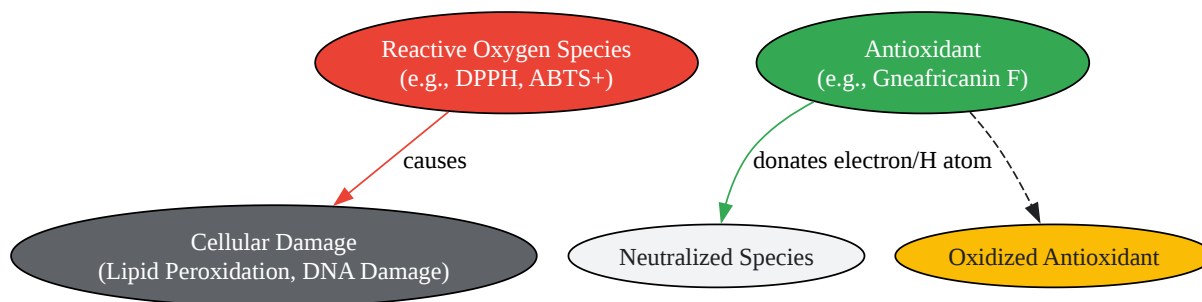 Reactive Oxygen Species
(e.g., DPPH, ABTS+)
Antioxidant
(e.g., Gneafricanin F)
causes
donates electron/H atom
Cellular Damage
(Lipid Peroxidation, DNA Damage)
Neutralized Species
Oxidized Antioxidant